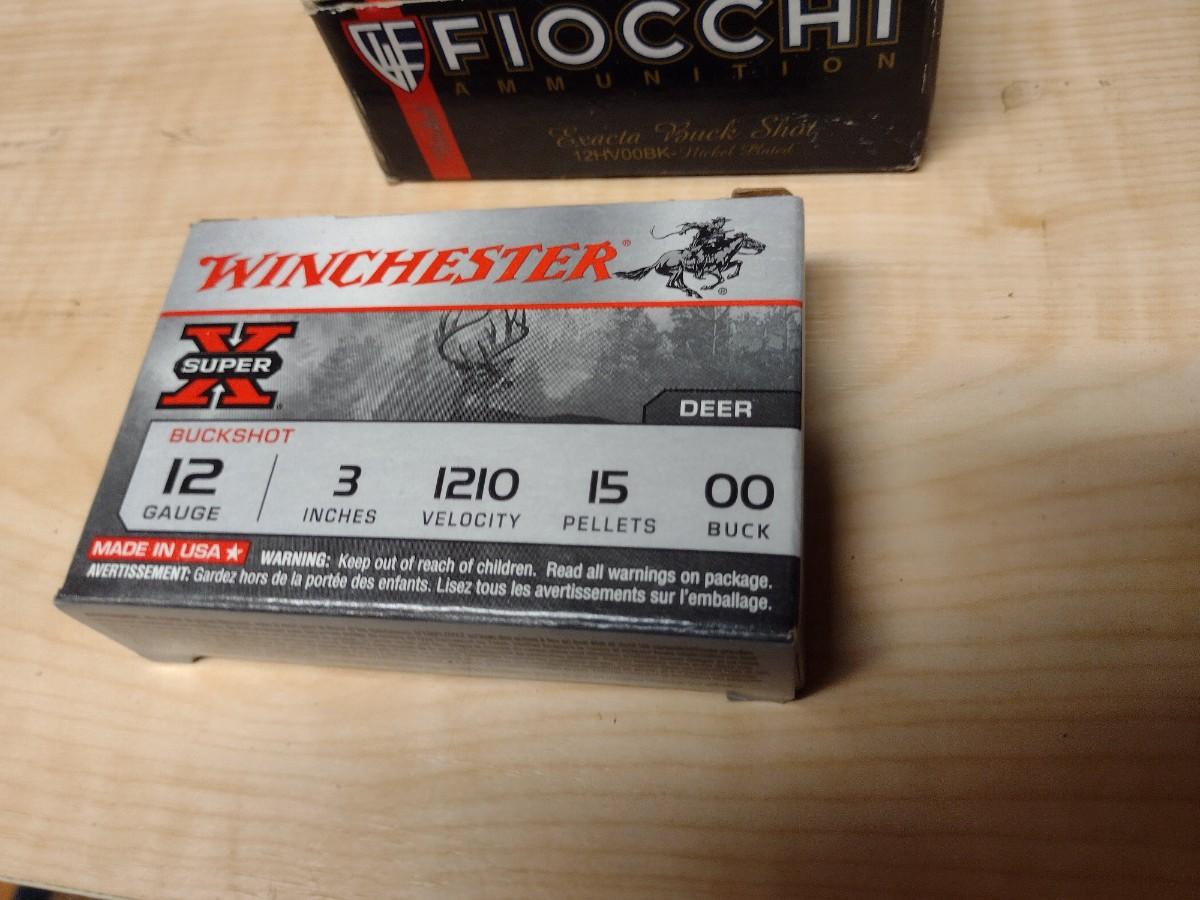 FIOCCHI
AMMUNITION
Exacta Buck Shot
12HV00BK-Nickel Plated
WINCHESTER®
®
SUPER X
DEER
BUCKSHOT
12 3 1210 15 00
GAUGE INCHES VELOCITY PELLETS BUCK
MADE IN USA WARNING: Keep out of reach of children. Read all warnings on package.
AVERTISSEMENT: Gardez hors de la portée des enfants. Lisez tous les avertissements sur l'emballage.